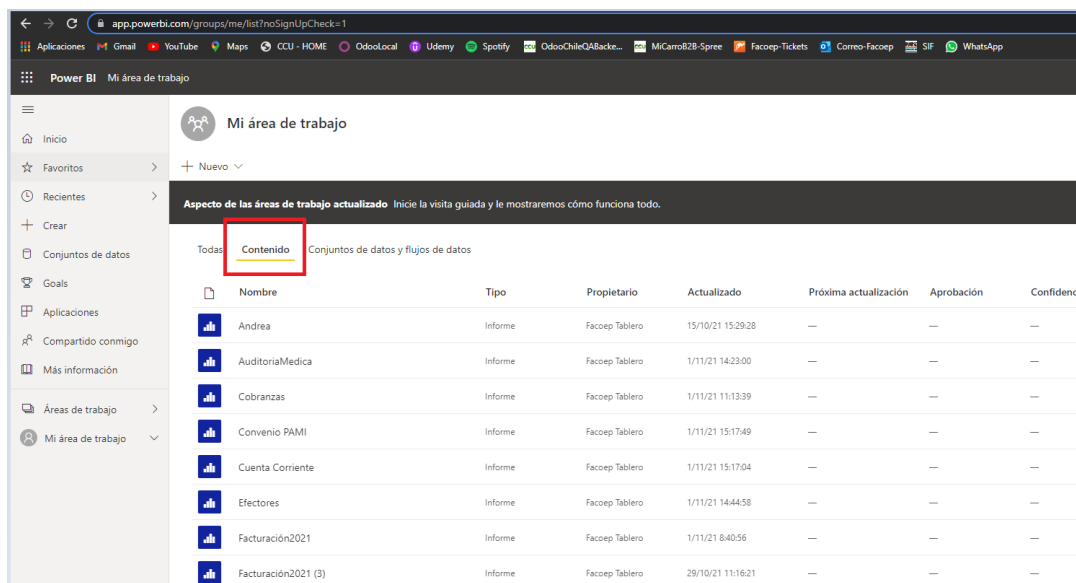 app.powerbi.com/groups/me/list?noSignUpCheck=1
Aplicaciones Gmail YouTube Maps CCU - HOME OdooLocal Udemy Spotify OdooChileQABacke... MiCarroB2B-Spree Facoep-Tickets Correo-Facoep SIF WhatsApp
Power BI Mi área de trabajo
Mi área de trabajo
Inicio
Favoritos
Recientes
Crear
Conjuntos de datos
Goals
Aplicaciones
Compartido conmigo
Más información
Áreas de trabajo
Mi área de trabajo
Nuevo
Aspecto de las áreas de trabajo actualizado Inicie la visita guiada y le mostraremos cómo funciona todo.
Todas Contenido Conjuntos de datos y flujos de datos
Nombre Tipo Propietario Actualizado Próxima actualización Aprobación Confidenc
Andrea Informe Facoep Tablero 15/10/21 15:29:28 — — —
AuditoriaMedica Informe Facoep Tablero 1/11/21 14:23:00 — — —
Cobranzas Informe Facoep Tablero 1/11/21 11:13:39 — — —
Convenio PAMI Informe Facoep Tablero 1/11/21 15:17:49 — — —
Cuenta Corriente Informe Facoep Tablero 1/11/21 15:17:04 — — —
Efectores Informe Facoep Tablero 1/11/21 14:44:58 — — —
Facturación2021 Informe Facoep Tablero 1/11/21 8:40:56 — — —
Facturación2021 (3) Informe Facoep Tablero 29/10/21 11:16:21 — — —